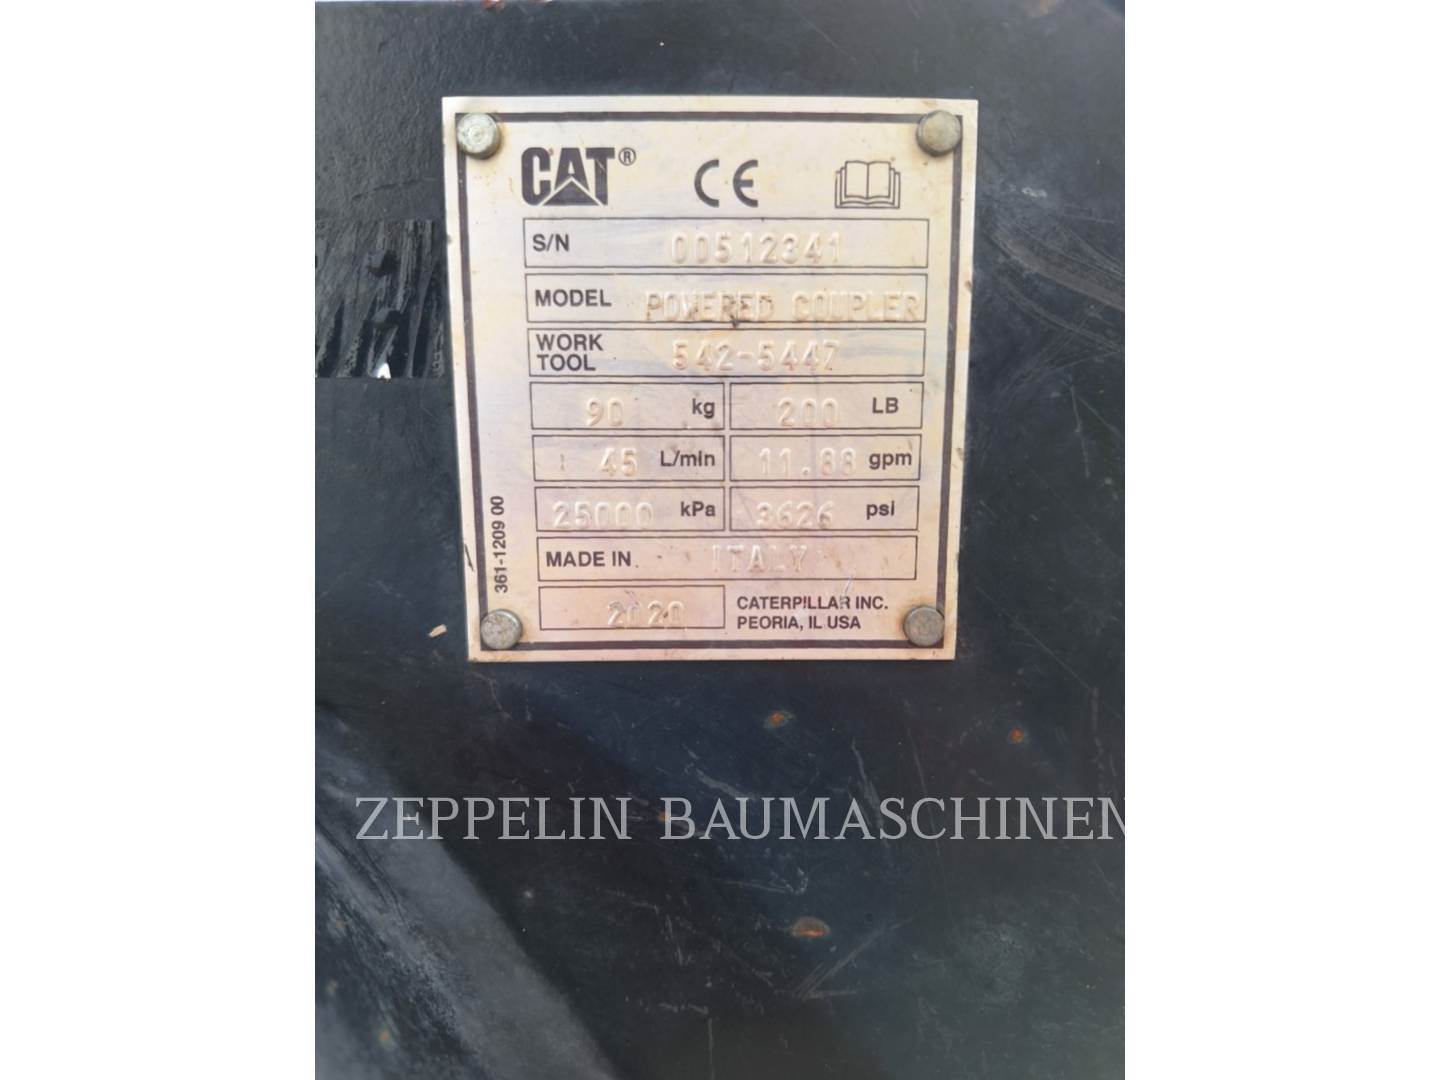 CAT® CE
S/N 00512341
MODEL POWERED COUPLER
WORK TOOL 542-5447
90 kg 200 LB
45 L/min 11.88 gpm
25000 kPa 3626 psi
MADE IN ITALY
2020 CATERPILLAR INC.
PEORIA, IL USA
361-1209 00
ZEPPELIN BAUMASCHINEN